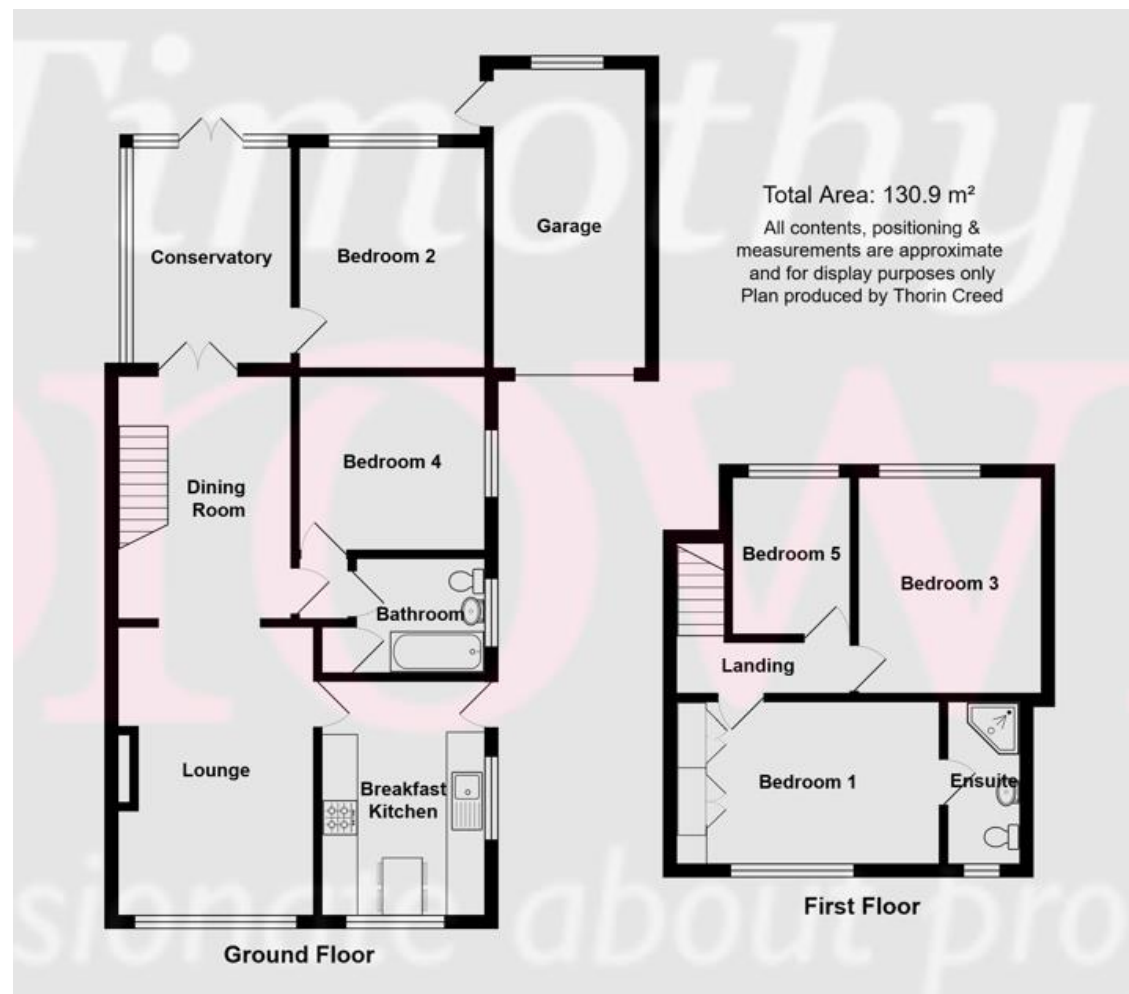 Timothy
Total Area: 130.9 m²
All contents, positioning &
measurements are approximate
and for display purposes only
Plan produced by Thorin Creed
Garage
Conservatory
Bedroom 2
Bedroom 4
Dining
Room
Bathroom
Lounge
Breakfast
Kitchen
Ground Floor
Bedroom 5
Bedroom 3
Landing
Bedroom 1
Ensuite
First Floor
about